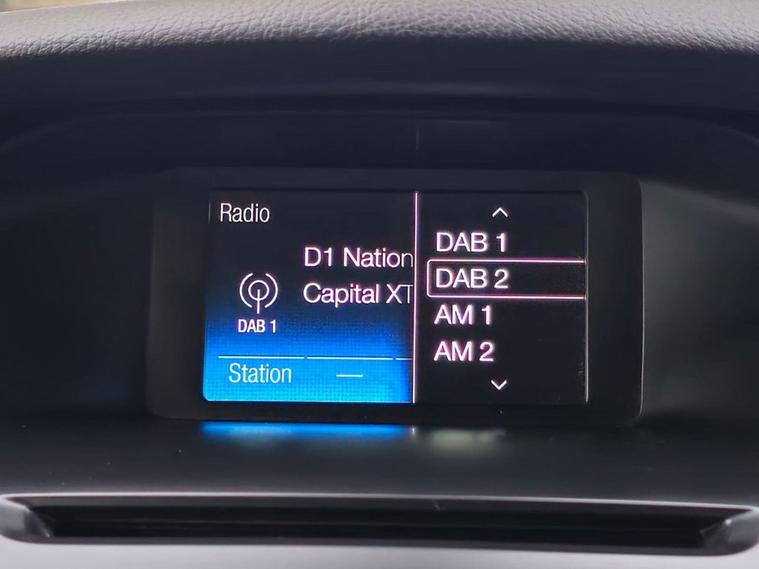 Radio
D1 Nation
Capital XT
DAB 1
Station
DAB 1
DAB 2
AM 1
AM 2